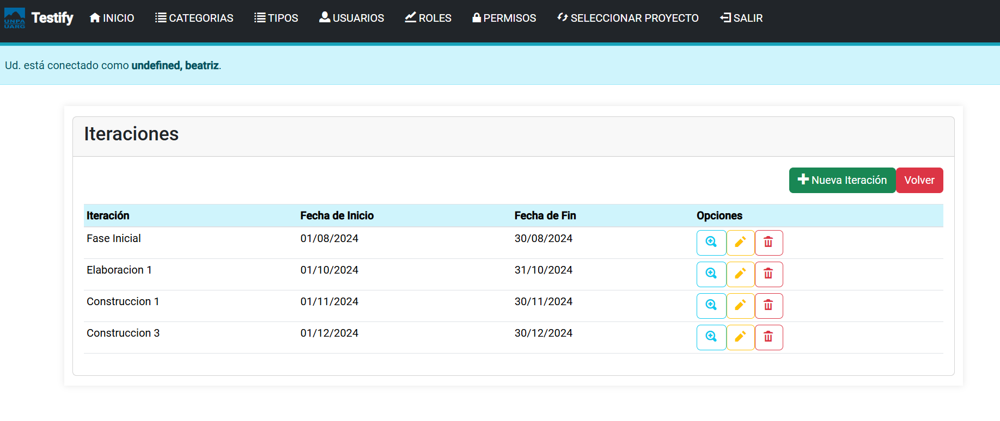 UNPA
UARG
Testify INICIO CATEGORIAS TIPOS USUARIOS ROLES PERMISOS SELECCIONAR PROYECTO SALIR
Ud. está conectado como undefined, beatriz.
Iteraciones
Nueva Iteración Volver
Iteración Fecha de Inicio Fecha de Fin Opciones
Fase Inicial 01/08/2024 30/08/2024
Elaboracion 1 01/10/2024 31/10/2024
Construccion 1 01/11/2024 30/11/2024
Construccion 3 01/12/2024 30/12/2024